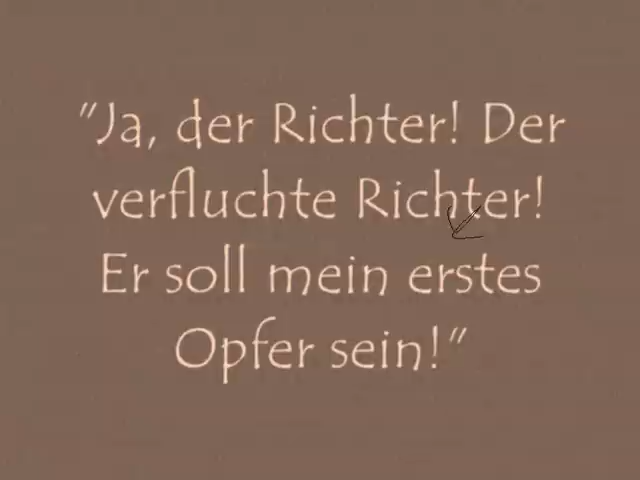 "Ja, der Richter! Der
verfluchte Richter!
Er soll mein erstes
Opfer sein!"